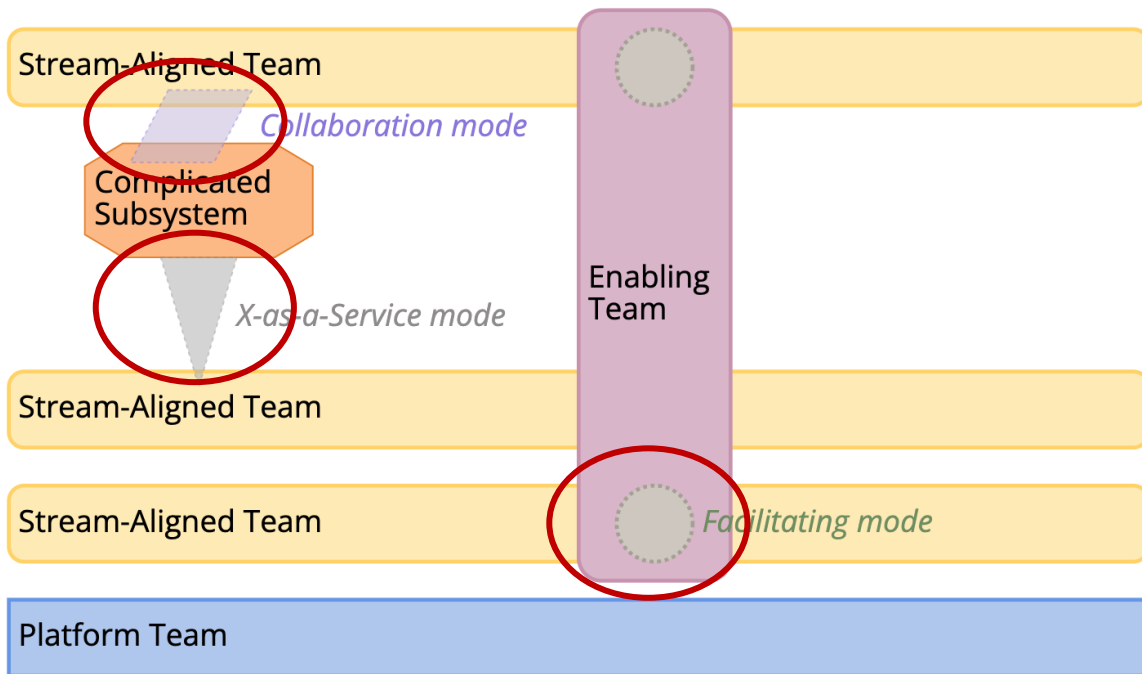 Stream-Aligned Team
Collaboration mode
Complicated
Subsystem
Enabling
Team
X-as-a-Service mode
Stream-Aligned Team
Stream-Aligned Team
Facilitating mode
Platform Team